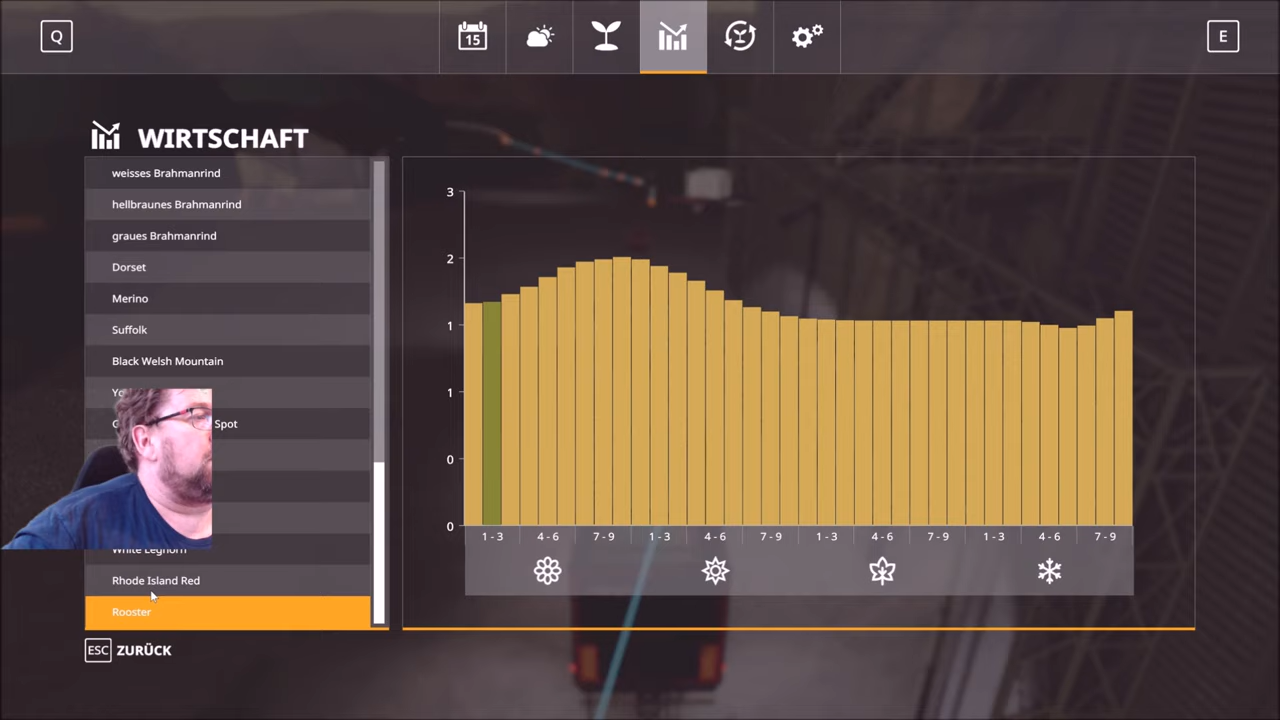 Q
15
E
WIRTSCHAFT
weisses Brahmanrind
hellbraunes Brahmanrind
graues Brahmanrind
Dorset
Merino
Suffolk
Black Welsh Mountain
Spot
White Leghorn
Rhode Island Red
Rooster
3
2
1
1
0
0
1 - 3
4 - 6
7 - 9
1 - 3
4 - 6
7 - 9
1 - 3
4 - 6
7 - 9
1 - 3
4 - 6
7 - 9
ESC ZURÜCK